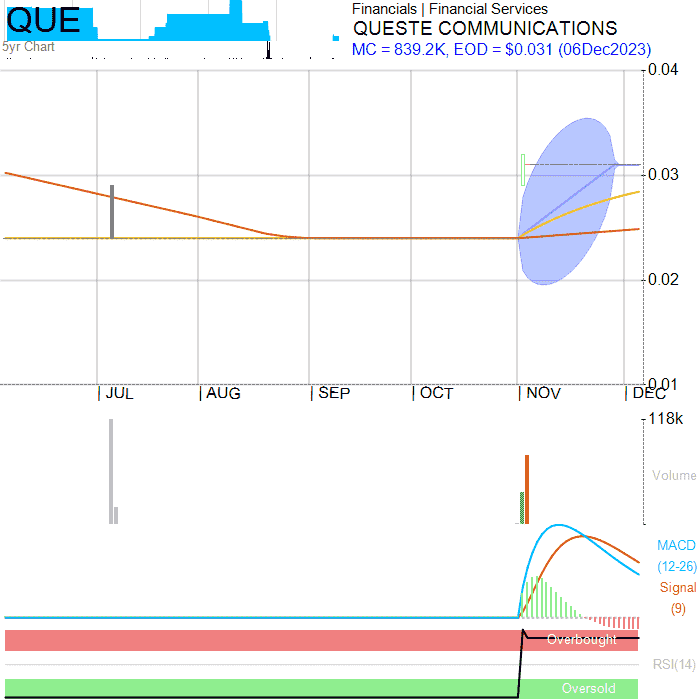 QUE
5yr Chart
Financials | Financial Services
QUESTE COMMUNICATIONS
MC = 839.2K, EOD = $0.031 (06Dec2023)
0.04
0.03
0.02
0.01
JUL
AUG
SEP
OCT
NOV
DEC
118k
Volume
MACD
(12-26)
Signal
(9)
Overbought
RSI(14)
Oversold